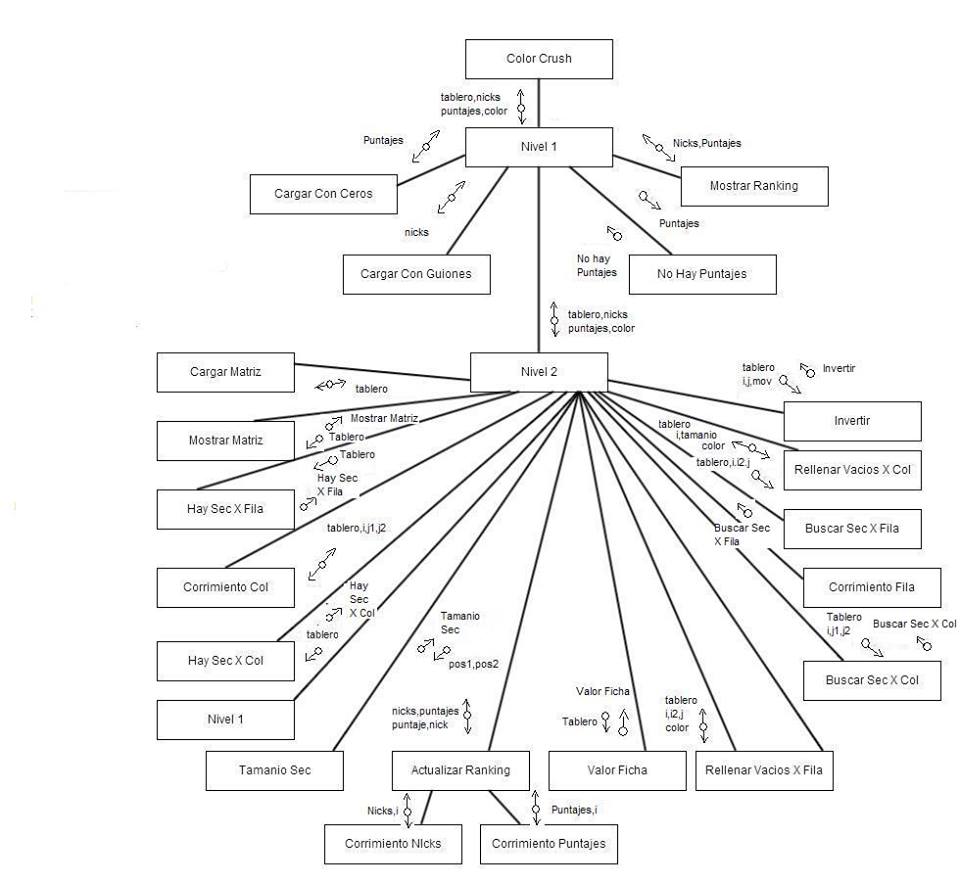 Color Crush
tablero,nicks
puntajes,color
Puntajes
Nivel 1
Nicks,Puntajes
Cargar Con Ceros
Mostrar Ranking
nicks
Puntajes
Cargar Con Guiones
No hay
Puntajes
No Hay Puntajes
tablero,nicks
puntajes,color
Cargar Matriz
tablero
Nivel 2
tablero
i,j,mov
Invertir
Invertir
Mostrar Matriz
Mostrar Matriz
Tablero
tablero
i,tamanio
color
Rellenar Vacios X Col
Tablero
tablero,i.i2.j
Hay Sec
X Fila
Hay Sec X Fila
Buscar Sec
X Fila
Buscar Sec X Fila
tablero,i,j1,j2
Corrimiento Col
Corrimiento Fila
Hay
Sec
X Col
tablero
Hay Sec X Col
Tamanio
Sec
pos1,pos2
Tablero
i,j1,j2
Buscar Sec X Col
Buscar Sec X Col
Nivel 1
nicks,puntajes
puntaje,nick
Valor Ficha
Tablero
tablero
i,i2,j
color
Tamanio Sec
Actualizar Ranking
Valor Ficha
Rellenar Vacios X Fila
Nicks,i
Puntajes,i
Corrimiento NIcks
Corrimiento Puntajes